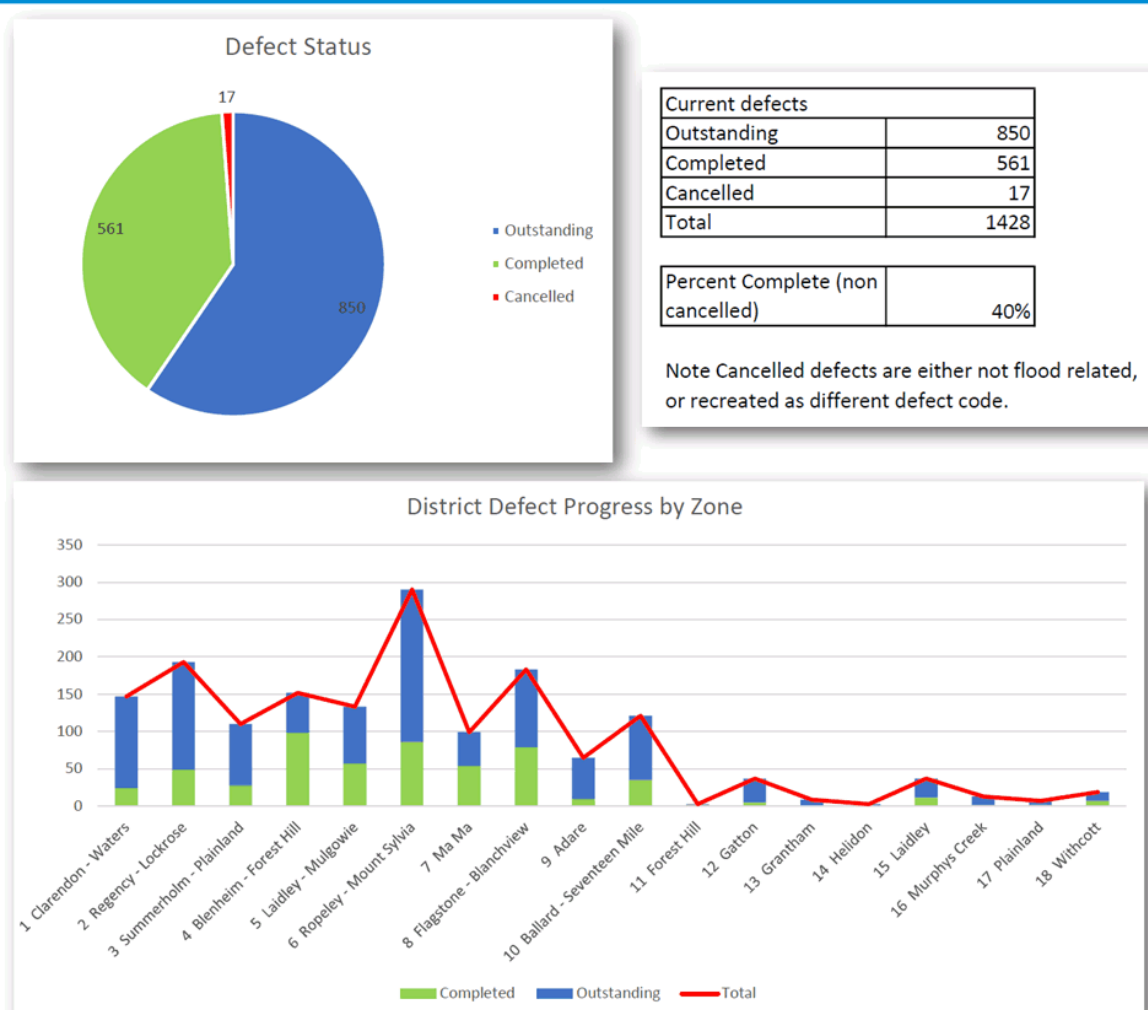 Defect Status
17
561
850
Outstanding
Completed
Cancelled
Current defects
Outstanding 850
Completed 561
Cancelled 17
Total 1428
Percent Complete (non
cancelled) 40%
Note Cancelled defects are either not flood related,
or recreated as different defect code.
District Defect Progress by Zone
350
300
250
200
150
100
50
0
1 Clarendon - Waters
2 Regency - Lockrose
3 Summerholm - Plainland
4 Blenheim - Forest Hill
5 Laidley - Mulgowie
6 Ropeley - Mount Sylvia
7 Ma Ma
8 Flagstone - Blanchview
9 Adare
10 Ballard - Seventeen Mile
11 Forest Hill
12 Gatton
13 Grantham
14 Helidon
15 Laidley
16 Murphys Creek
17 Plainland
18 Withcott
Completed Outstanding Total